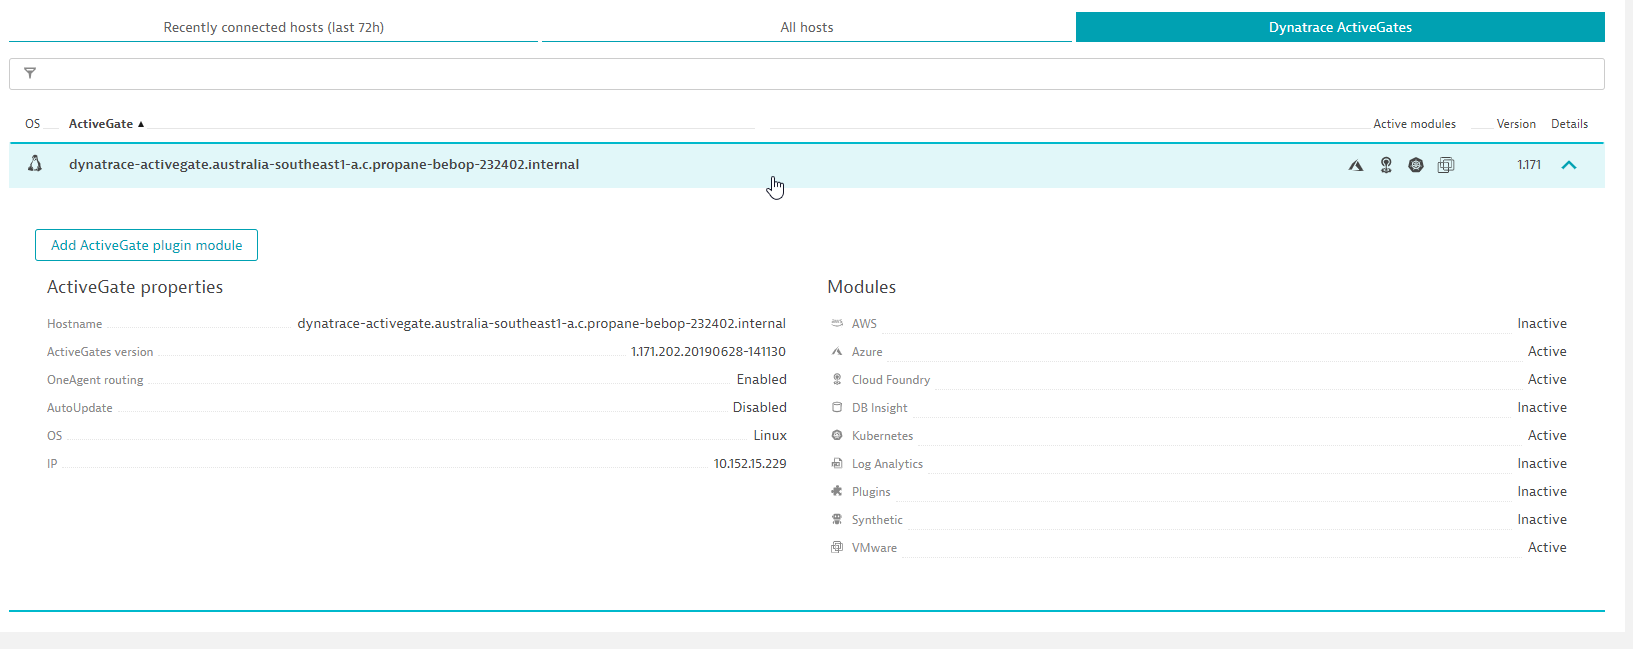 Recently connected hosts (last 72h) All hosts Dynatrace ActiveGates
OS ActiveGate ▲ Active modules Version Details
dynatrace-activegate.australia-southeast1-a.c.propane-bebop-232402.internal 1.171
Add ActiveGate plugin module
ActiveGate properties
Hostname dynatrace-activegate.australia-southeast1-a.c.propane-bebop-232402.internal
ActiveGates version 1.171.202.20190628-141130
OneAgent routing Enabled
AutoUpdate Disabled
OS Linux
IP 10.152.15.229
Modules
AWS Inactive
Azure Active
Cloud Foundry Active
DB Insight Inactive
Kubernetes Active
Log Analytics Inactive
Plugins Inactive
Synthetic Inactive
VMware Active